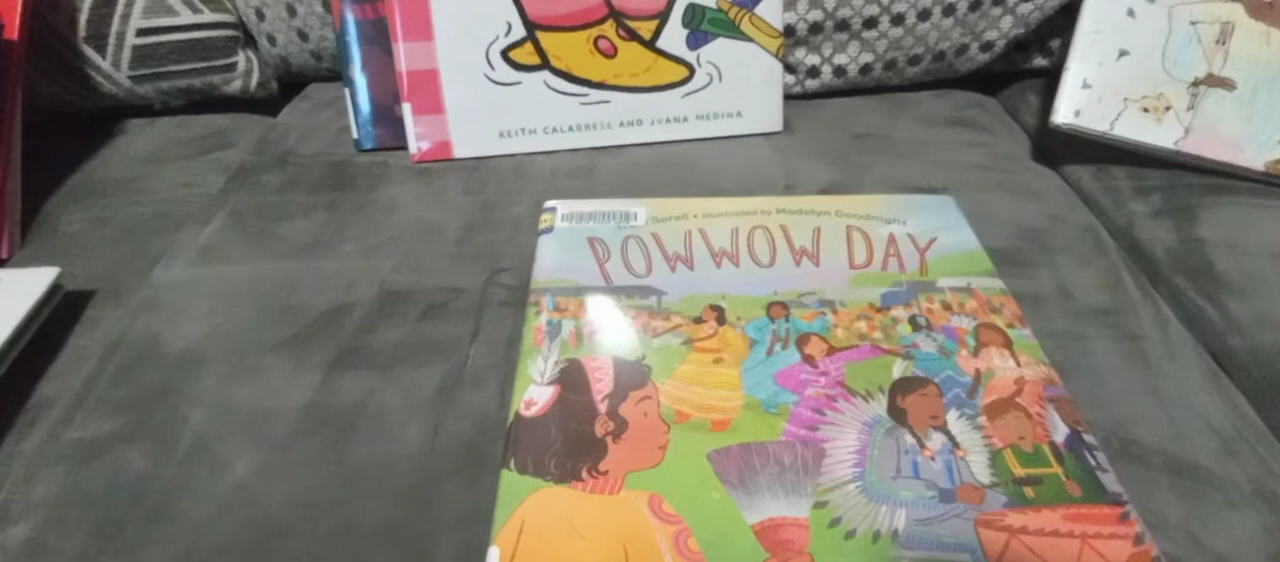 KEITH CALABRESE AND JUANA MEDINA
Sorell • illustrated by Madelyn Goodnight
POWWOW DAY